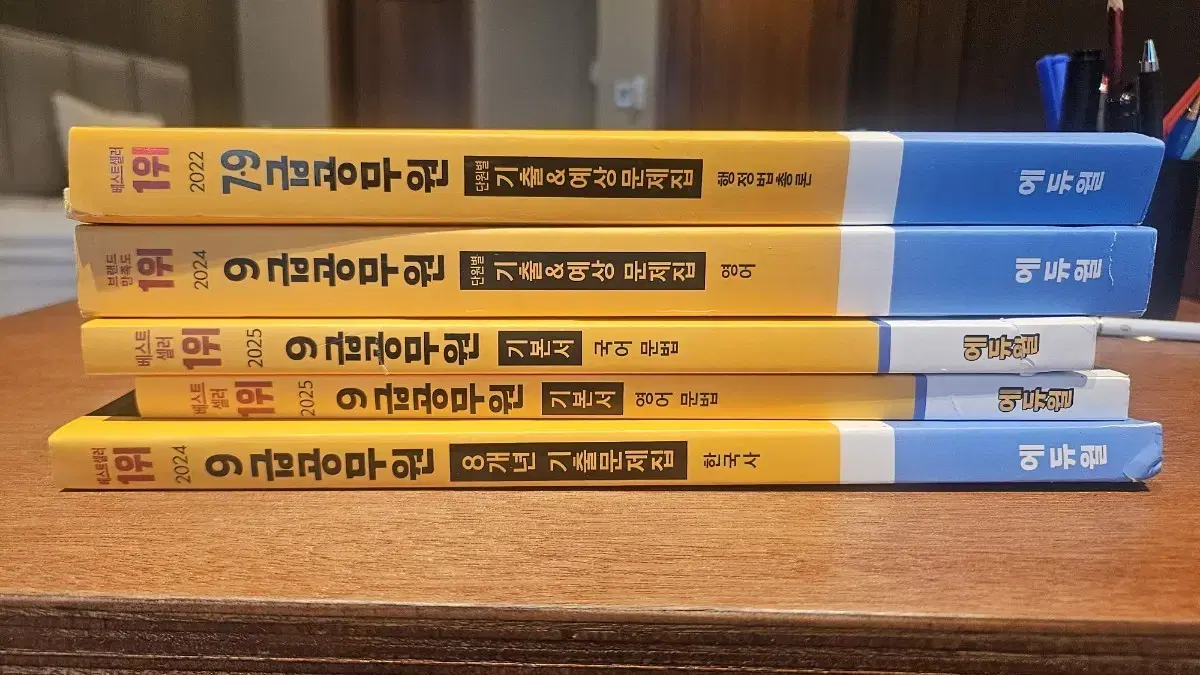 베스트셀러 1위 2022 7·9급공무원 단원별 기출&예상 문제집 행정법총론 에듀윌
브랜드 만족도 1위 2024 9급공무원 단원별 기출&예상 문제집 영어 에듀윌
베스트 셀러 1위 2025 9급공무원 기본서 국어 문법 에듀윌
베스트 셀러 1위 2025 9급공무원 기본서 영어 문법 에듀윌
베스트셀러 1위 2024 9급공무원 8개년 기출문제집 한국사 에듀윌